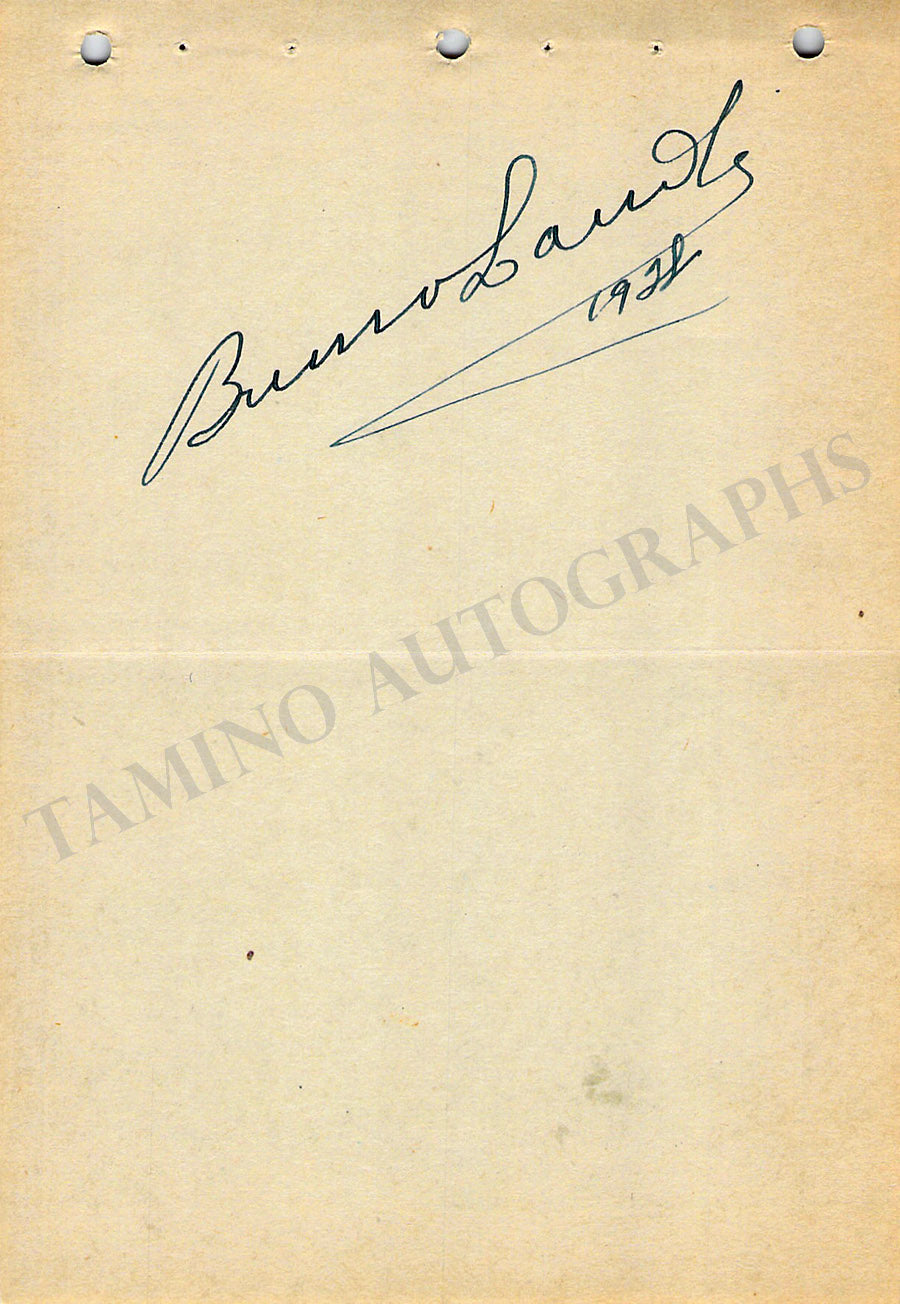 Bruno Landi
1938
TAMINO AUTOGRAPHS